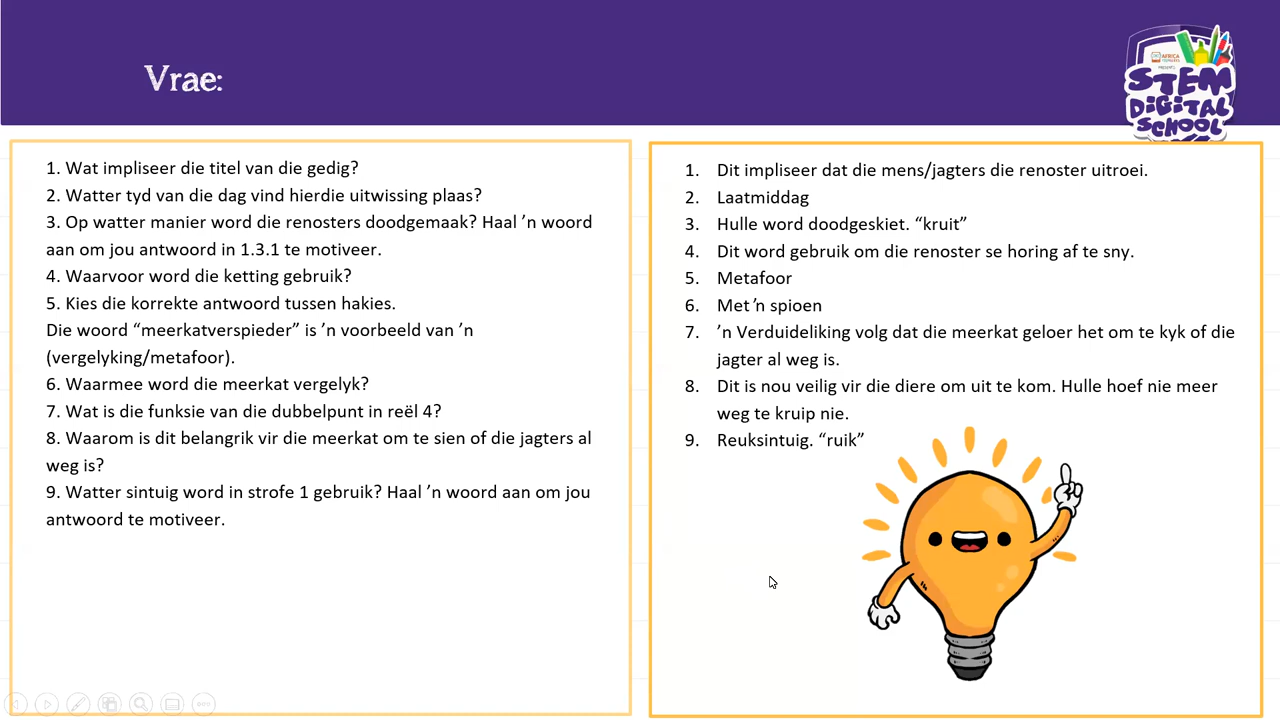 Vrae:
AFRICA
STEM
DIGITAL
SCHOOL
1. Wat impliseer die titel van die gedig?
2. Watter tyd van die dag vind hierdie uitwissing plaas?
3. Op watter manier word die renosters doodgemaak? Haal ’n woord
aan om jou antwoord in 1.3.1 te motiveer.
4. Waarvoor word die ketting gebruik?
5. Kies die korrekte antwoord tussen hakies.
Die woord “meerkatverspieder” is ’n voorbeeld van ’n
(vergelyking/metafoor).
6. Waarmee word die meerkat vergelyk?
7. Wat is die funksie van die dubbelpunt in reël 4?
8. Waarom is dit belangrik vir die meerkat om te sien of die jagters al
weg is?
9. Watter sintuig word in strofe 1 gebruik? Haal ’n woord aan om jou
antwoord te motiveer.
1. Dit impliseer dat die mens/jagters die renoster uitroei.
2. Laatmiddag
3. Hulle word doodgeskiet. “kruit”
4. Dit word gebruik om die renoster se horing af te sny.
5. Metafoor
6. Met ’n spioen
7. ’n Verduideliking volg dat die meerkat geloer het om te kyk of die
jagter al weg is.
8. Dit is nou veilig vir die diere om uit te kom. Hulle hoef nie meer
weg te kruip nie.
9. Reuksintuig. “ruik”